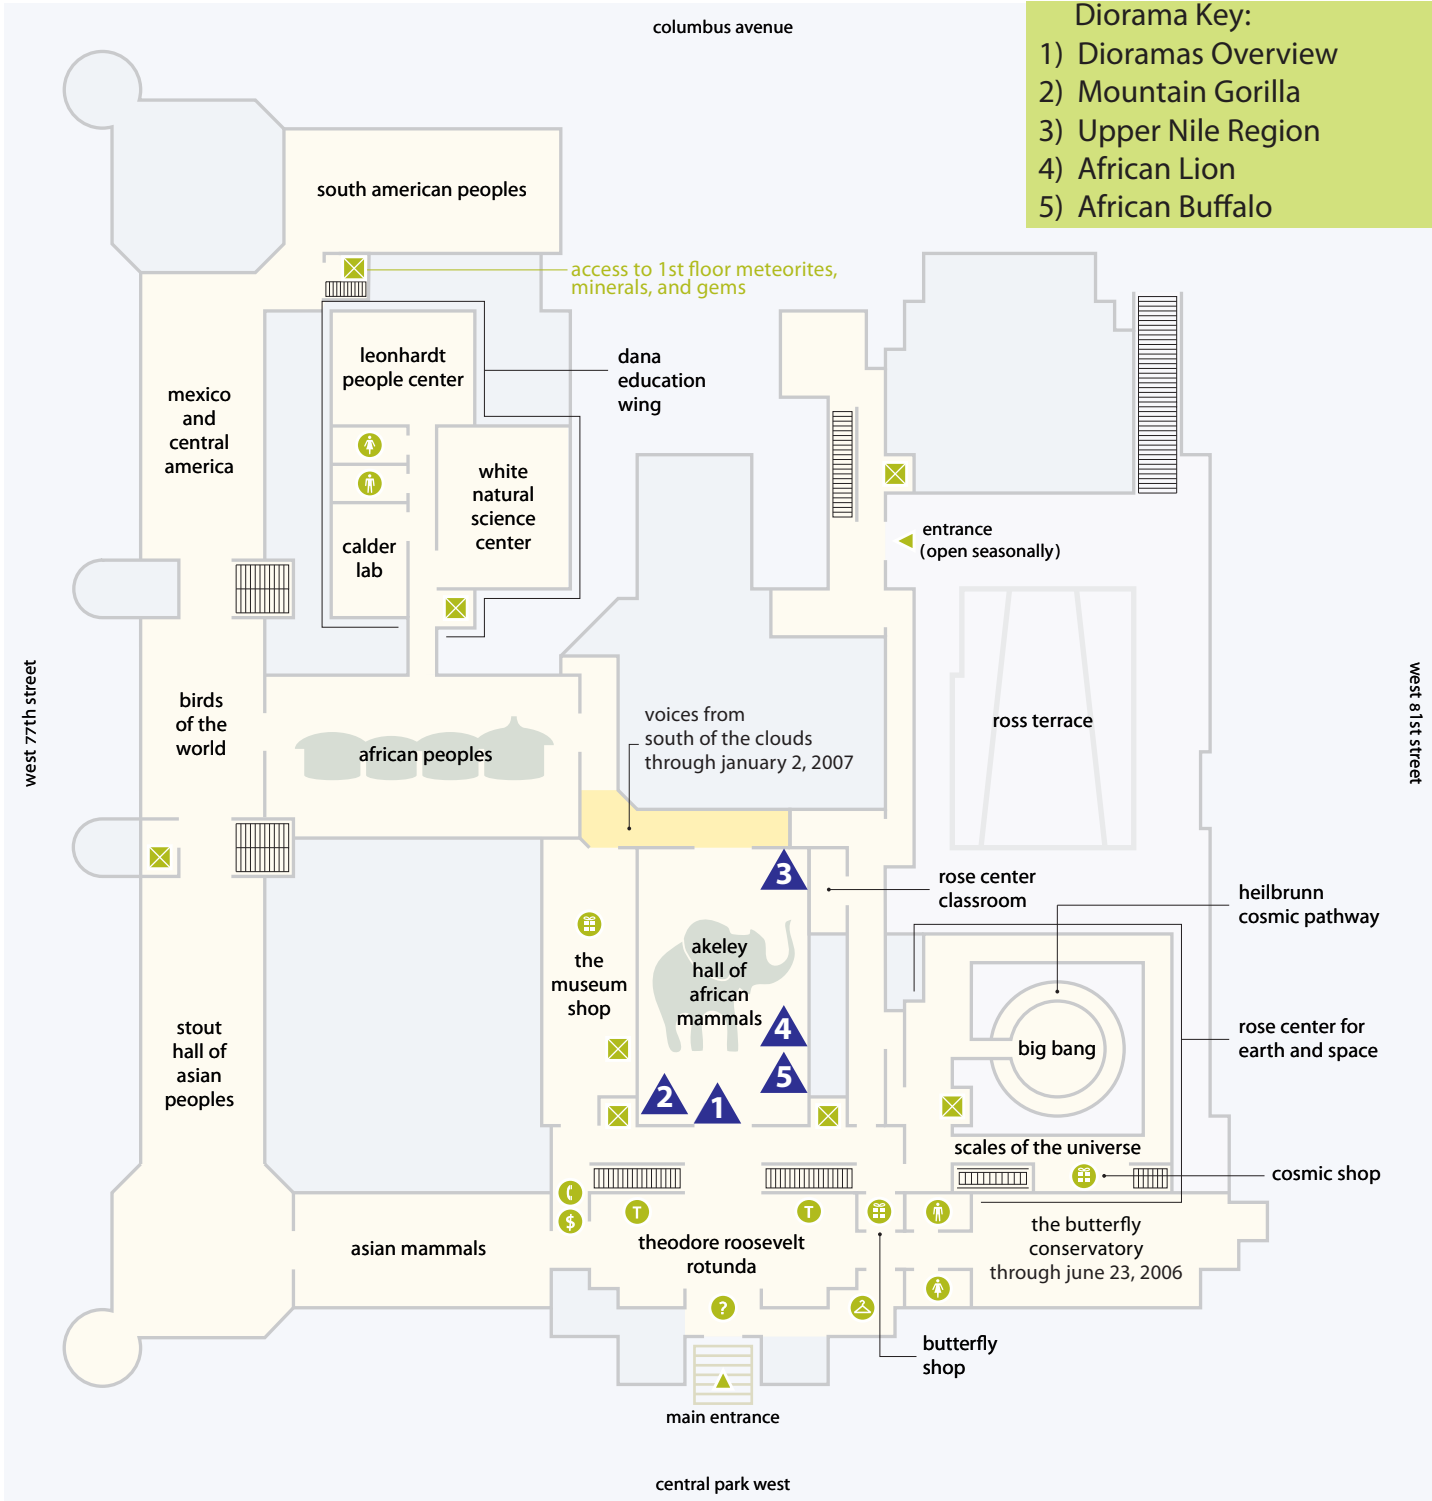 columbus avenue
Diorama Key:
1) Dioramas Overview
2) Mountain Gorilla
3) Upper Nile Region
4) African Lion
5) African Buffalo
south american peoples
access to 1st floor meteorites,
minerals, and gems
leonhardt
people center
dana
education
wing
mexico
and
central
america
white
natural
science
center
calder
lab
entrance
(open seasonally)
west 77th street
west 81st street
birds
of the
world
african peoples
voices from
south of the clouds
through january 2, 2007
ross terrace
3
rose center
classroom
heilbrunn
cosmic pathway
the
museum
shop
akeley
hall of
african
mammals
4
5
2
1
stout
hall of
asian
peoples
big bang
rose center for
earth and space
scales of the universe
cosmic shop
$
T
T
asian mammals
theodore roosevelt
rotunda
the butterfly
conservatory
through june 23, 2006
?
butterfly
shop
main entrance
central park west